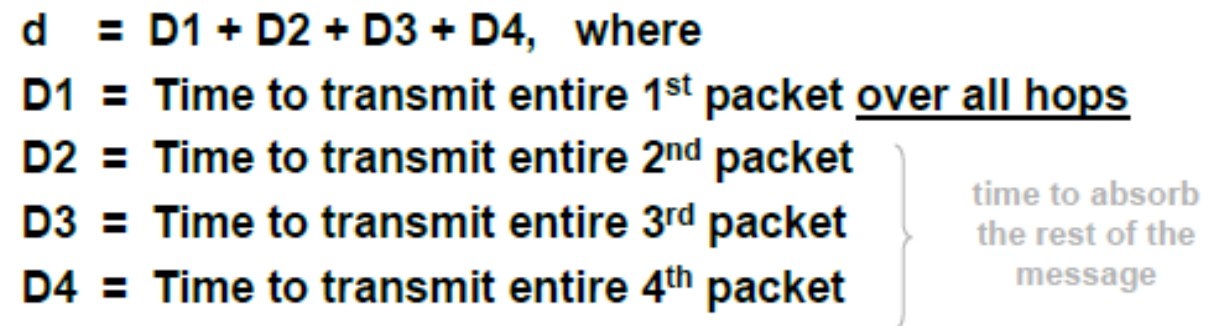 d = D1 + D2 + D3 + D4, where
D1 = Time to transmit entire 1st packet over all hops
D2 = Time to transmit entire 2nd packet
D3 = Time to transmit entire 3rd packet
D4 = Time to transmit entire 4th packet
time to absorb
the rest of the
message